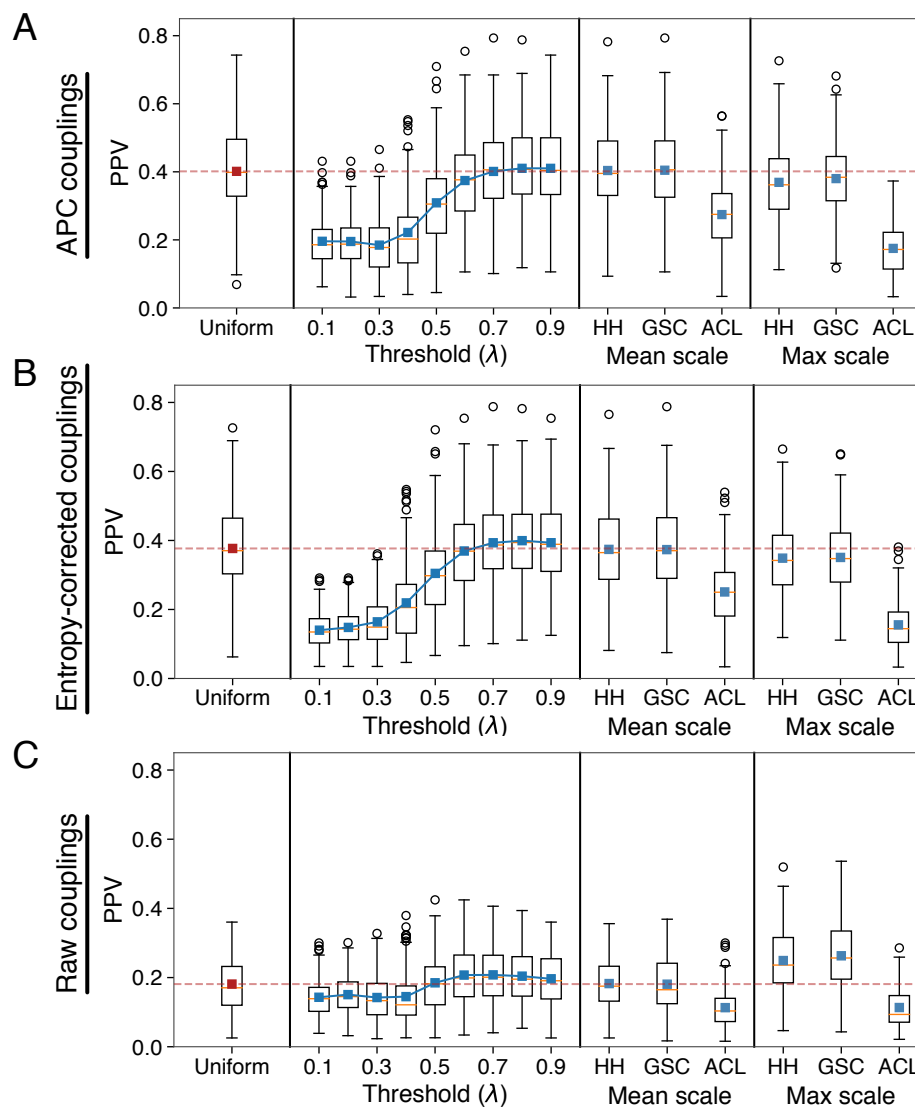 A
APC couplings
PPV
0.8
0.6
0.4
0.2
0.0
Uniform
0.1 0.3 0.5 0.7 0.9
Threshold (λ)
HH GSC ACL
Mean scale
HH GSC ACL
Max scale
B
Entropy-corrected couplings
PPV
0.8
0.6
0.4
0.2
0.0
Uniform
0.1 0.3 0.5 0.7 0.9
Threshold (λ)
HH GSC ACL
Mean scale
HH GSC ACL
Max scale
C
Raw couplings
PPV
0.8
0.6
0.4
0.2
0.0
Uniform
0.1 0.3 0.5 0.7 0.9
Threshold (λ)
HH GSC ACL
Mean scale
HH GSC ACL
Max scale